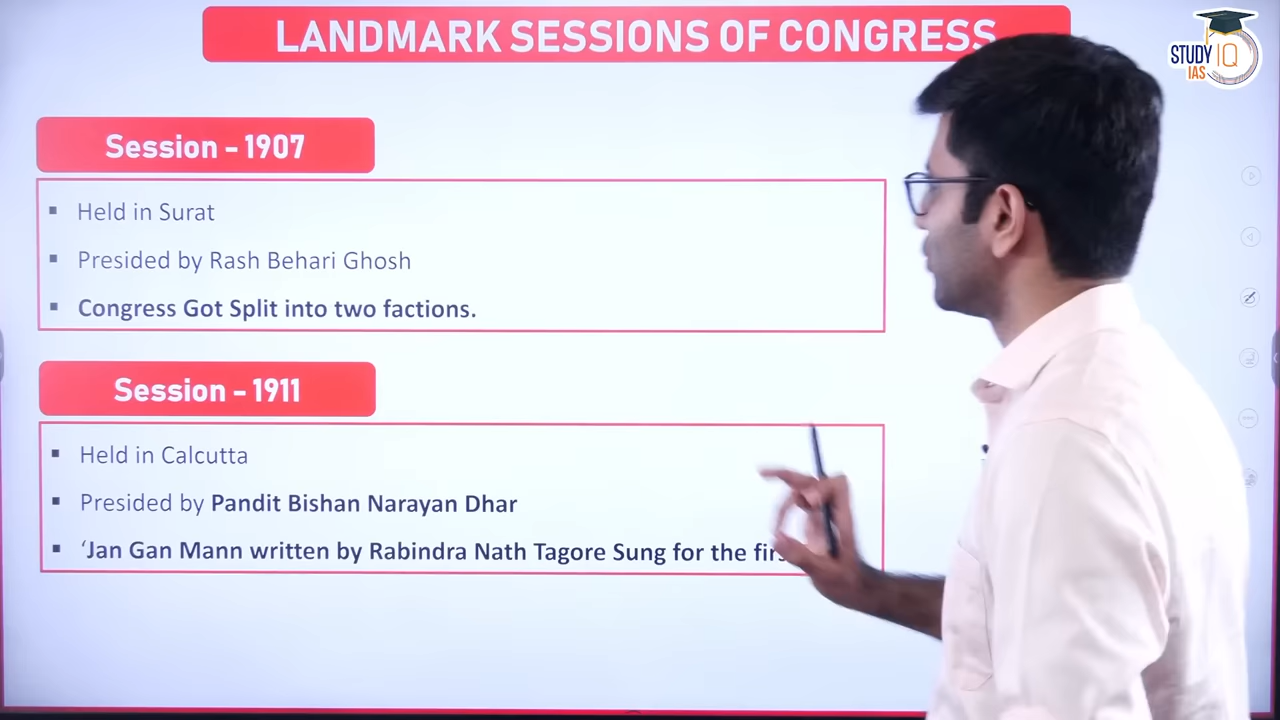 LANDMARK SESSIONS OF CONGRESS
STUDY IQ
IAS
Session - 1907
▪ Held in Surat
▪ Presided by Rash Behari Ghosh
▪ Congress Got Split into two factions.
Session - 1911
▪ Held in Calcutta
▪ Presided by Pandit Bishan Narayan Dhar
▪ ‘Jan Gan Mann written by Rabindra Nath Tagore Sung for the